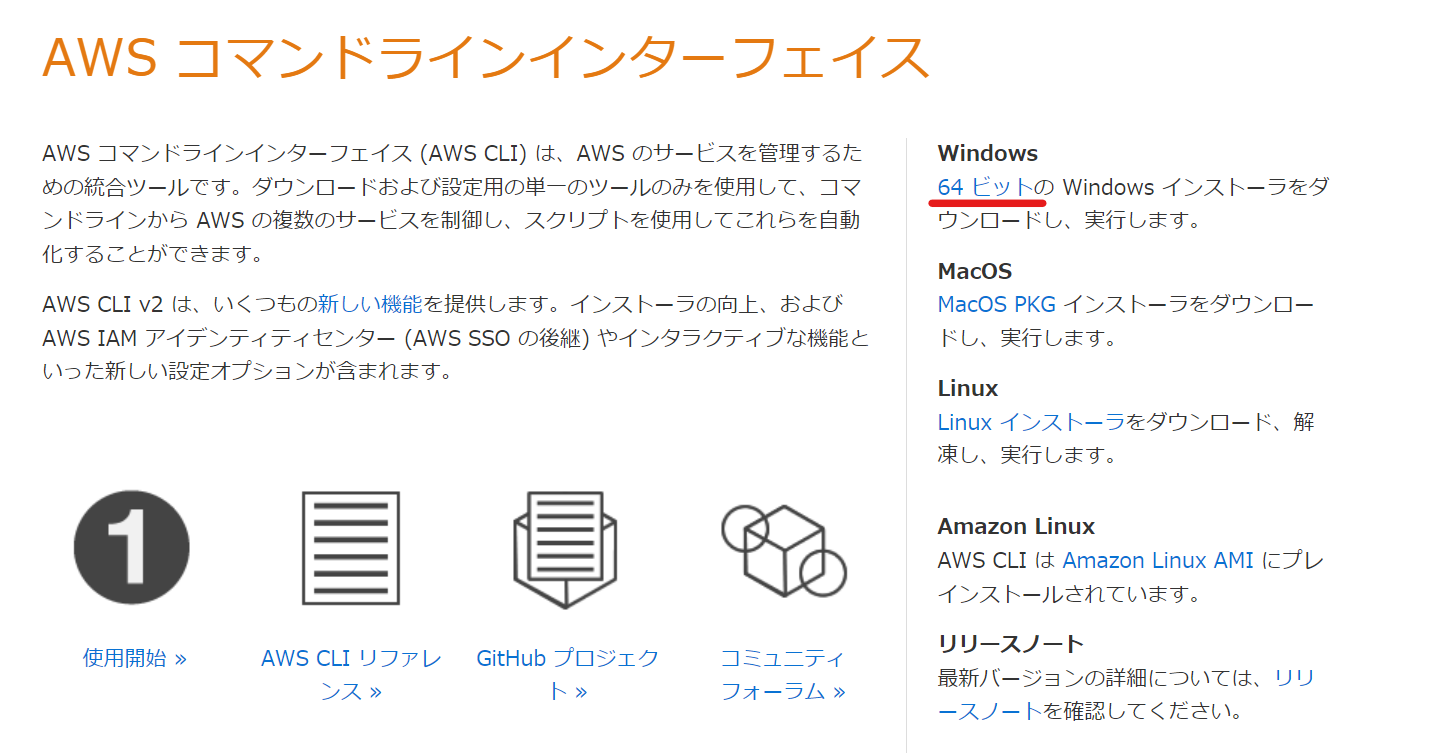 AWS コマンドラインインターフェイス
AWS コマンドラインインターフェイス (AWS CLI) は、AWS のサービスを管理するた
めの統合ツールです。ダウンロードおよび設定用の単一のツールのみを使用して、コマ
ンドラインから AWS の複数のサービスを制御し、スクリプトを使用してこれらを自動
化することができます。
AWS CLI v2 は、いくつもの新しい機能を提供します。インストーラの向上、および
AWS IAM アイデンティティセンター (AWS SSO の後継) やインタラクティブな機能と
いった新しい設定オプションが含まれます。
1
使用開始 »
AWS CLI リファレ
ンス »
GitHub プロジェク
ト »
コミュニティ
フォーラム »
Windows
64 ビットの Windows インストーラをダ
ウンロードし、実行します。
MacOS
MacOS PKG インストーラをダウンロー
ドし、実行します。
Linux
Linux インストーラをダウンロード、解
凍し、実行します。
Amazon Linux
AWS CLI は Amazon Linux AMI にプレ
インストールされています。
リリースノート
最新バージョンの詳細については、リリ
ースノートを確認してください。